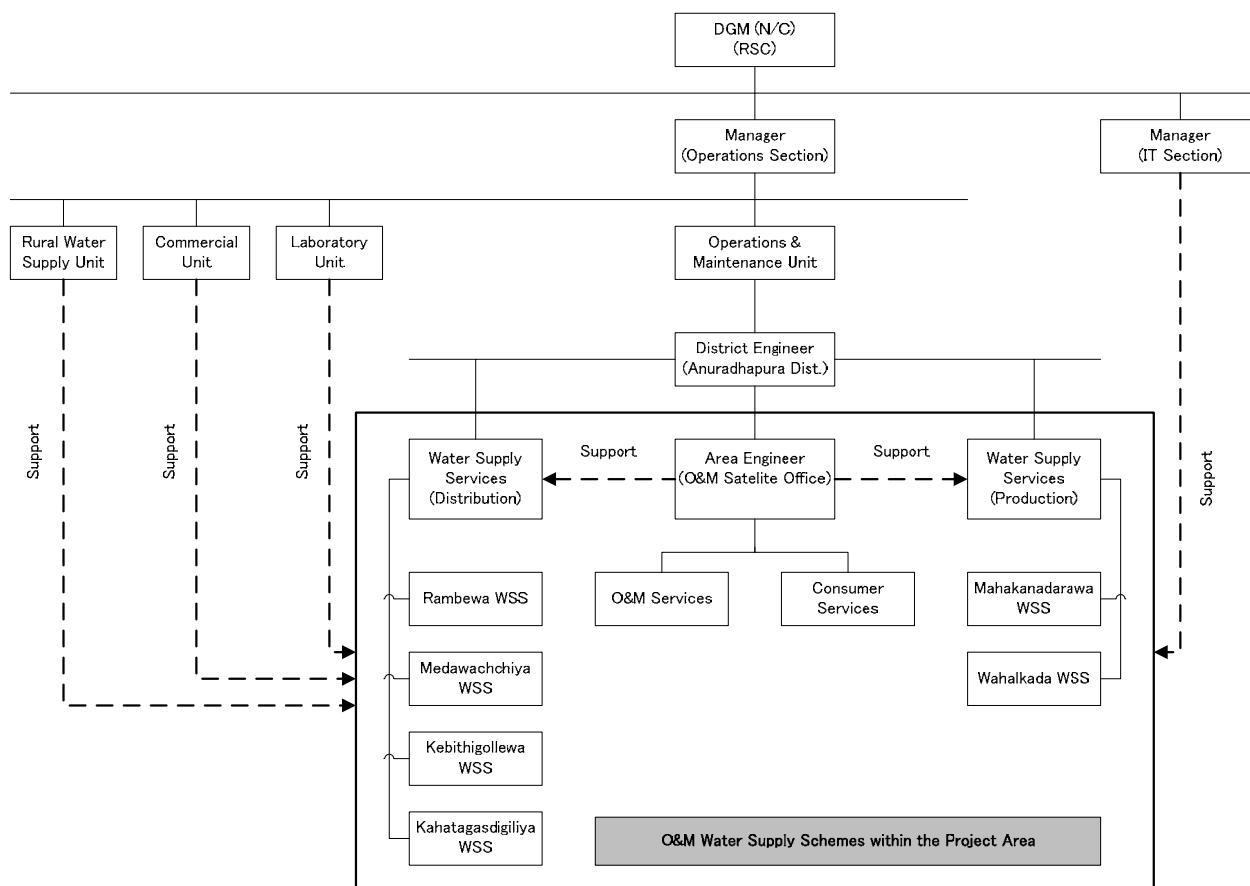 DGM (N/C)
(RSC)
Manager
(Operations Section)
Manager
(IT Section)
Rural Water
Supply Unit
Commercial
Unit
Laboratory
Unit
Operations &
Maintenance Unit
District Engineer
(Anuradhapura Dist.)
Support
Support
Support
Support
Water Supply
Services
(Distribution)
Support
Area Engineer
(O&M Satelite Office)
Support
Water Supply
Services
(Production)
Rambewa WSS
O&M Services
Consumer
Services
Mahakanadarawa
WSS
Medawachchiya
WSS
Wahalkada WSS
Kebithigollewa
WSS
Kahatagasdigiliya
WSS
O&M Water Supply Schemes within the Project Area